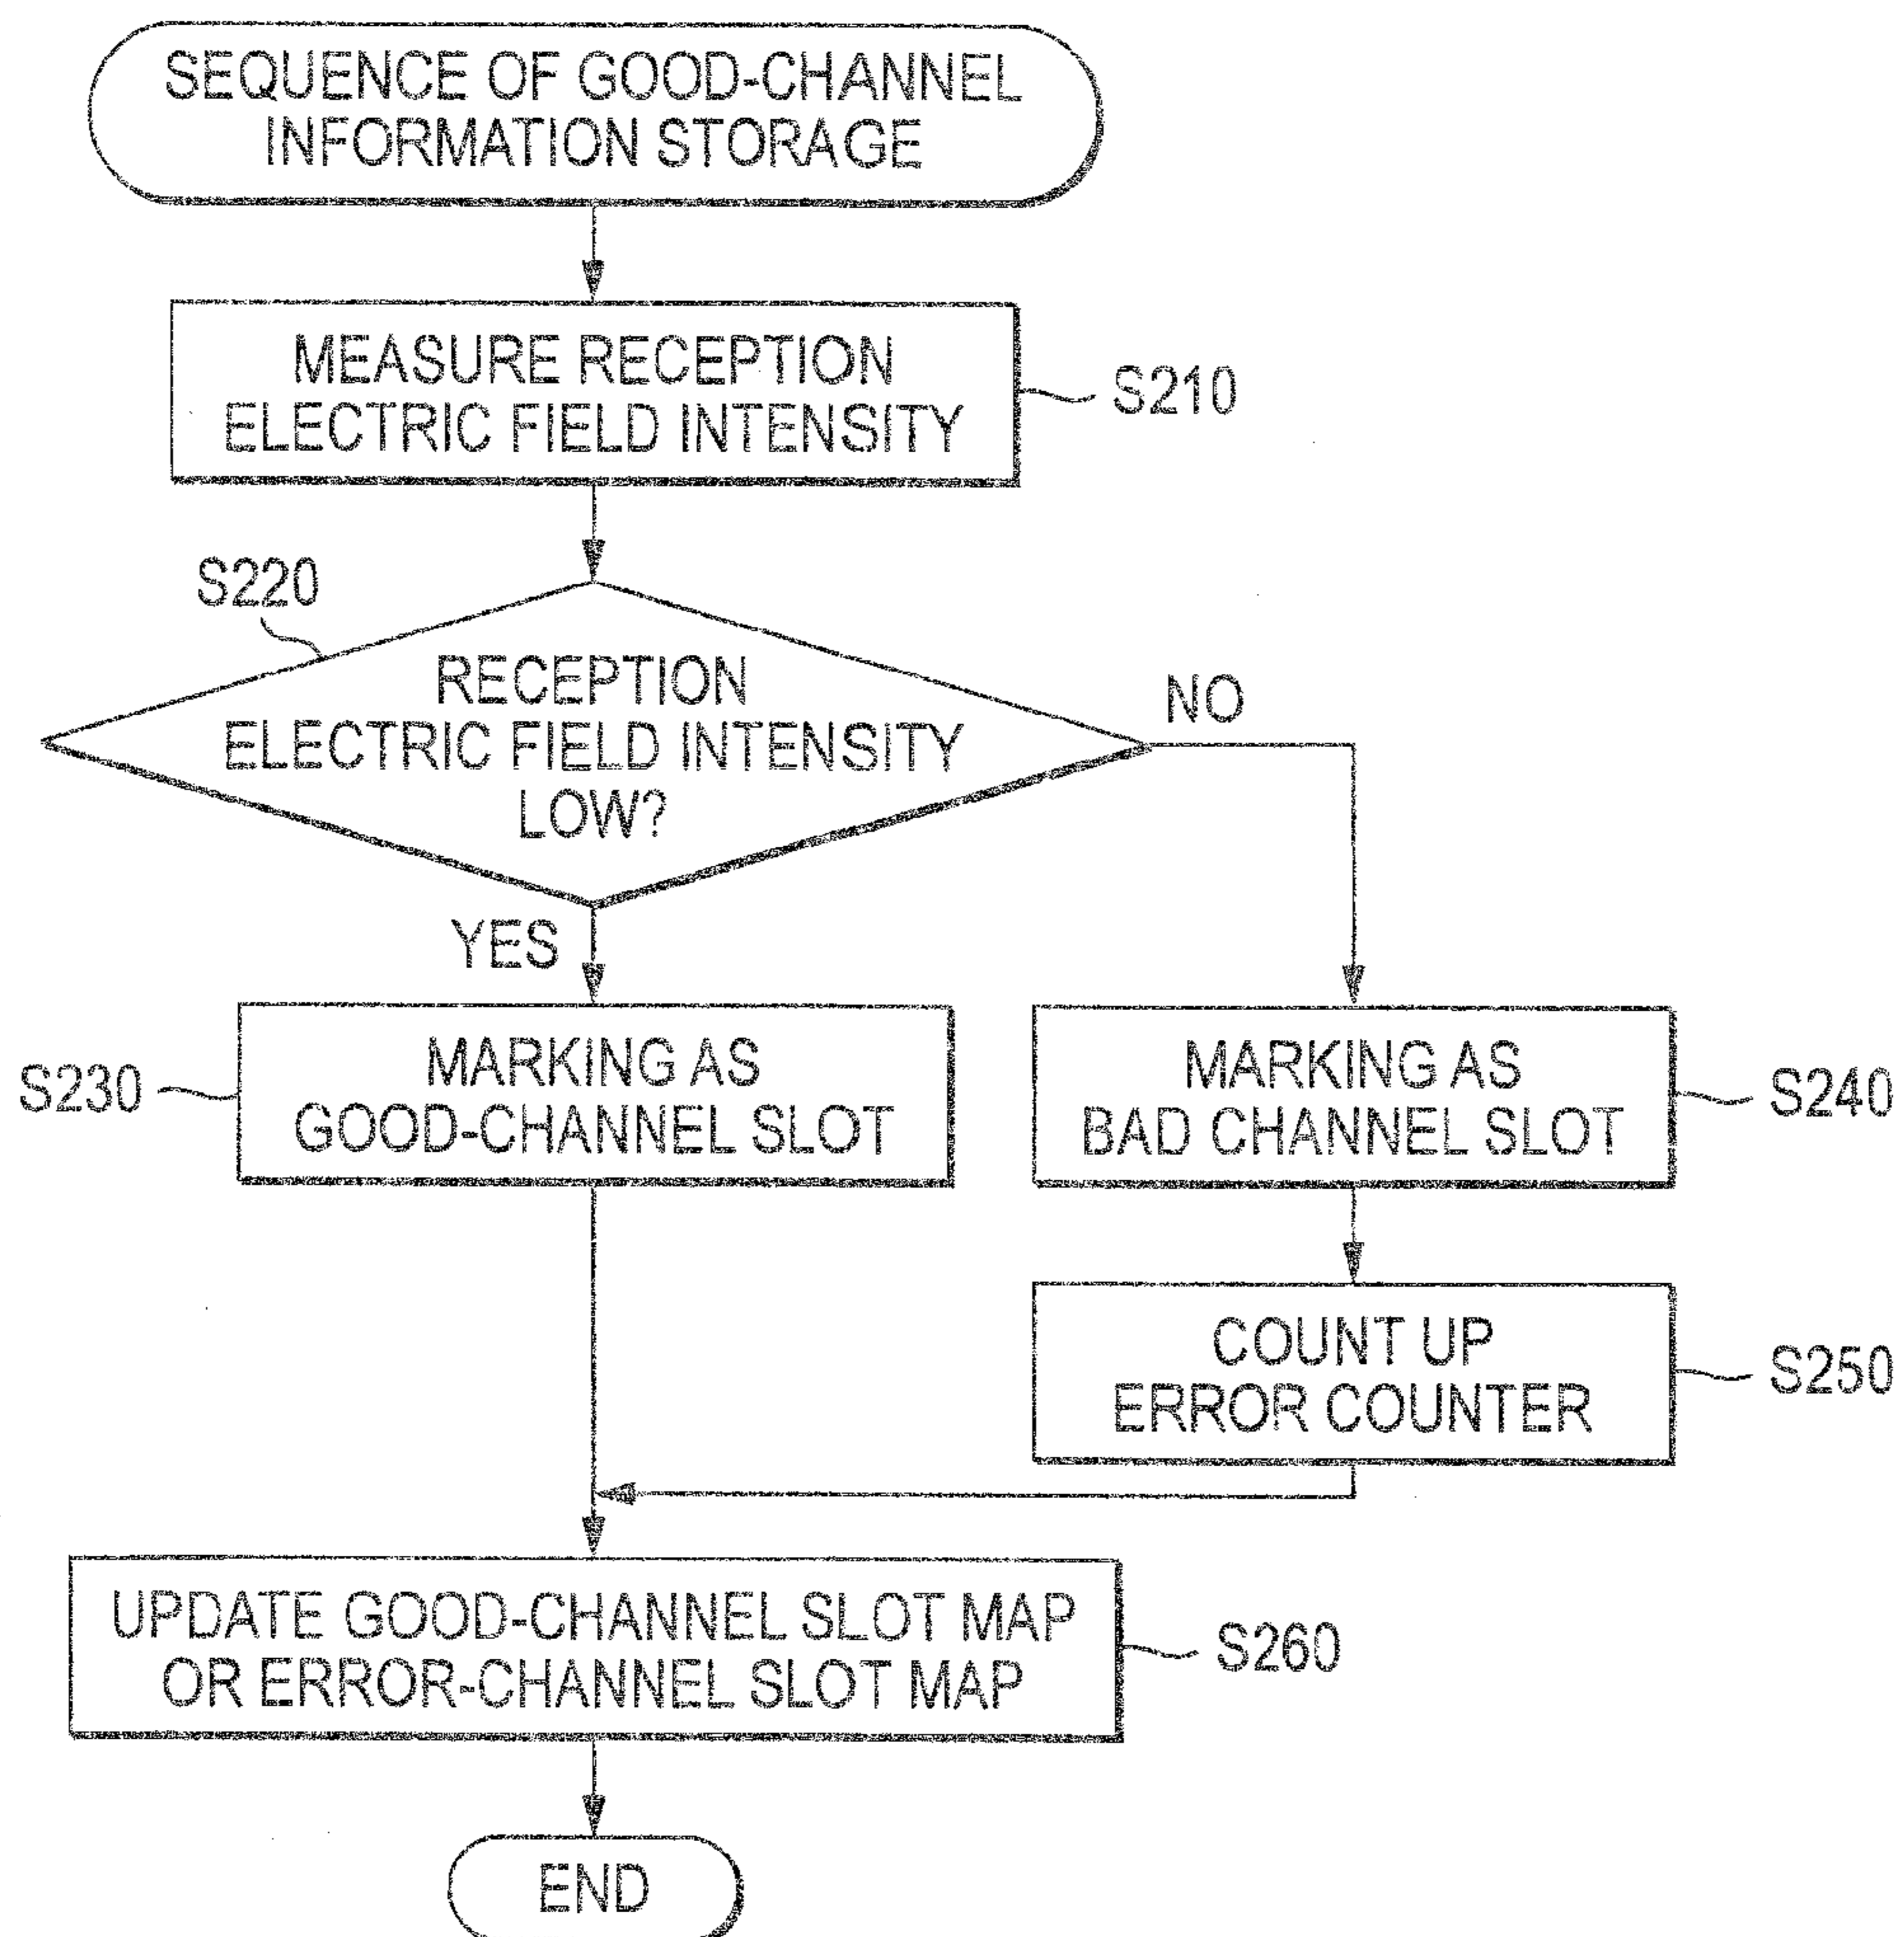 SEQUENCE OF GOOD-CHANNEL
INFORMATION STORAGE
MEASURE RECEPTION
ELECTRIC FIELD INTENSITY
S210
S220
RECEPTION
ELECTRIC FIELD INTENSITY
LOW?
NO
YES
MARKING AS
GOOD-CHANNEL SLOT
S230
MARKING AS
BAD CHANNEL SLOT
S240
COUNT UP
ERROR COUNTER
S250
UPDATE GOOD-CHANNEL SLOT MAP
OR ERROR-CHANNEL SLOT MAP
S260
END